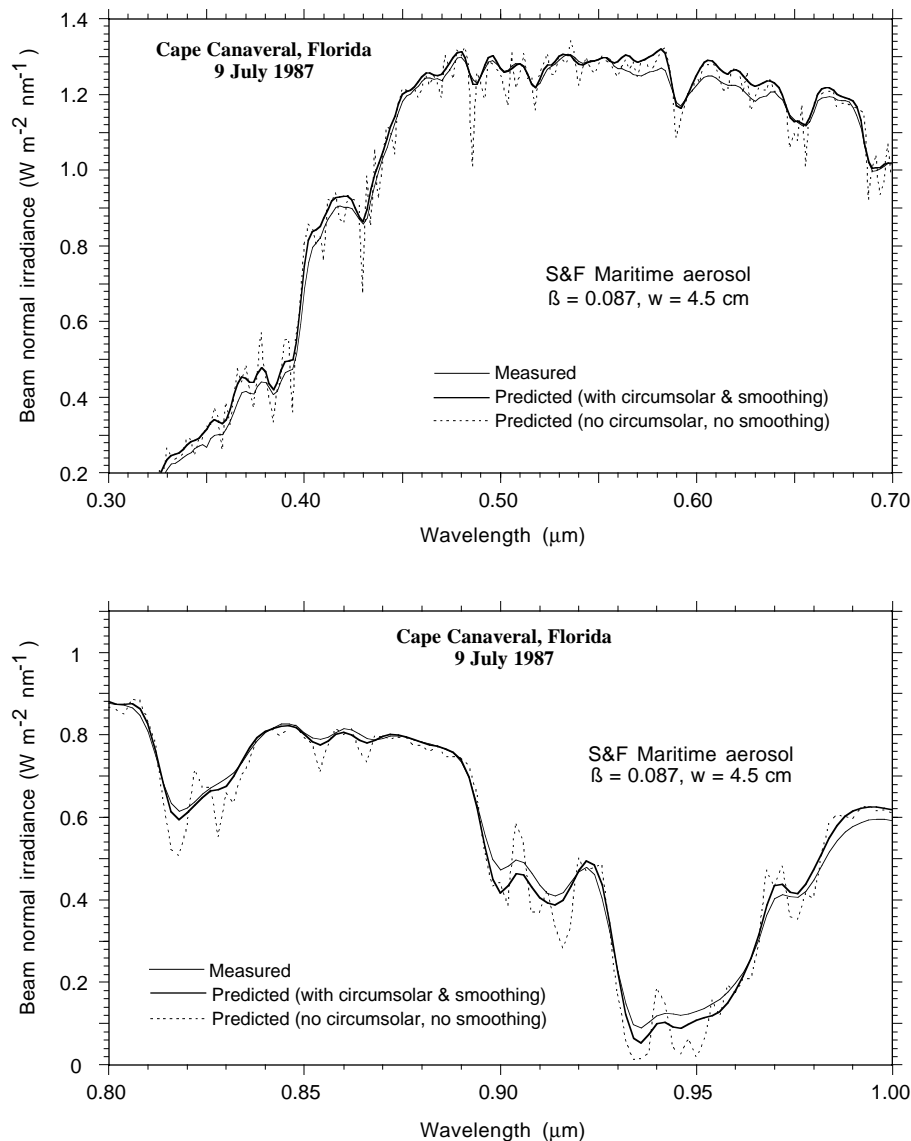 Cape Canaveral, Florida
9 July 1987
S&F Maritime aerosol
ß = 0.087, w = 4.5 cm
Measured
Predicted (with circumsolar & smoothing)
Predicted (no circumsolar, no smoothing)
Beam normal irradiance (W m-2 nm-1 )
1.4
1.2
1.0
0.8
0.6
0.4
0.2
0.30
0.40
0.50
0.60
0.70
Wavelength (µm)
Cape Canaveral, Florida
9 July 1987
S&F Maritime aerosol
ß = 0.087, w = 4.5 cm
Measured
Predicted (with circumsolar & smoothing)
Predicted (no circumsolar, no smoothing)
Beam normal irradiance (W m-2 nm-1 )
1
0.8
0.6
0.4
0.2
0
0.80
0.85
0.90
0.95
1.00
Wavelength (µm)